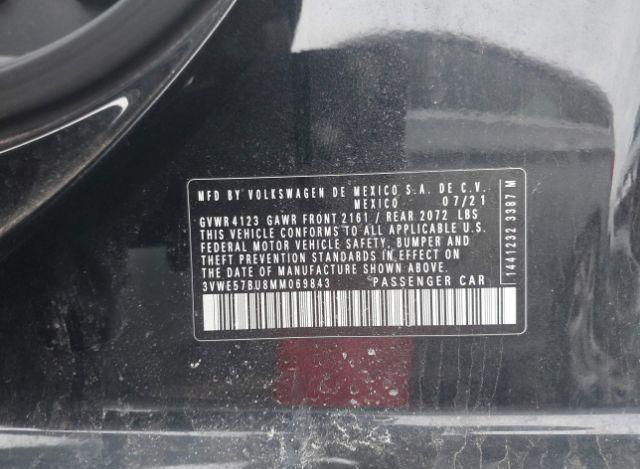 MFD BY VOLKSWAGEN DE MEXICO S.A. DE C.V.
MEXICO 07/21
GVWR 4123 GAWR FRONT 2161 / REAR 2072 LBS
THIS VEHICLE CONFORMS TO ALL APPLICABLE U.S.
FEDERAL MOTOR VEHICLE SAFETY, BUMPER AND
THEFT PREVENTION STANDARDS IN EFFECT ON THE
DATE OF MANUFACTURE SHOWN ABOVE.
3VWE57BU8MM069843 PASSENGER CAR
1441232 3387 M